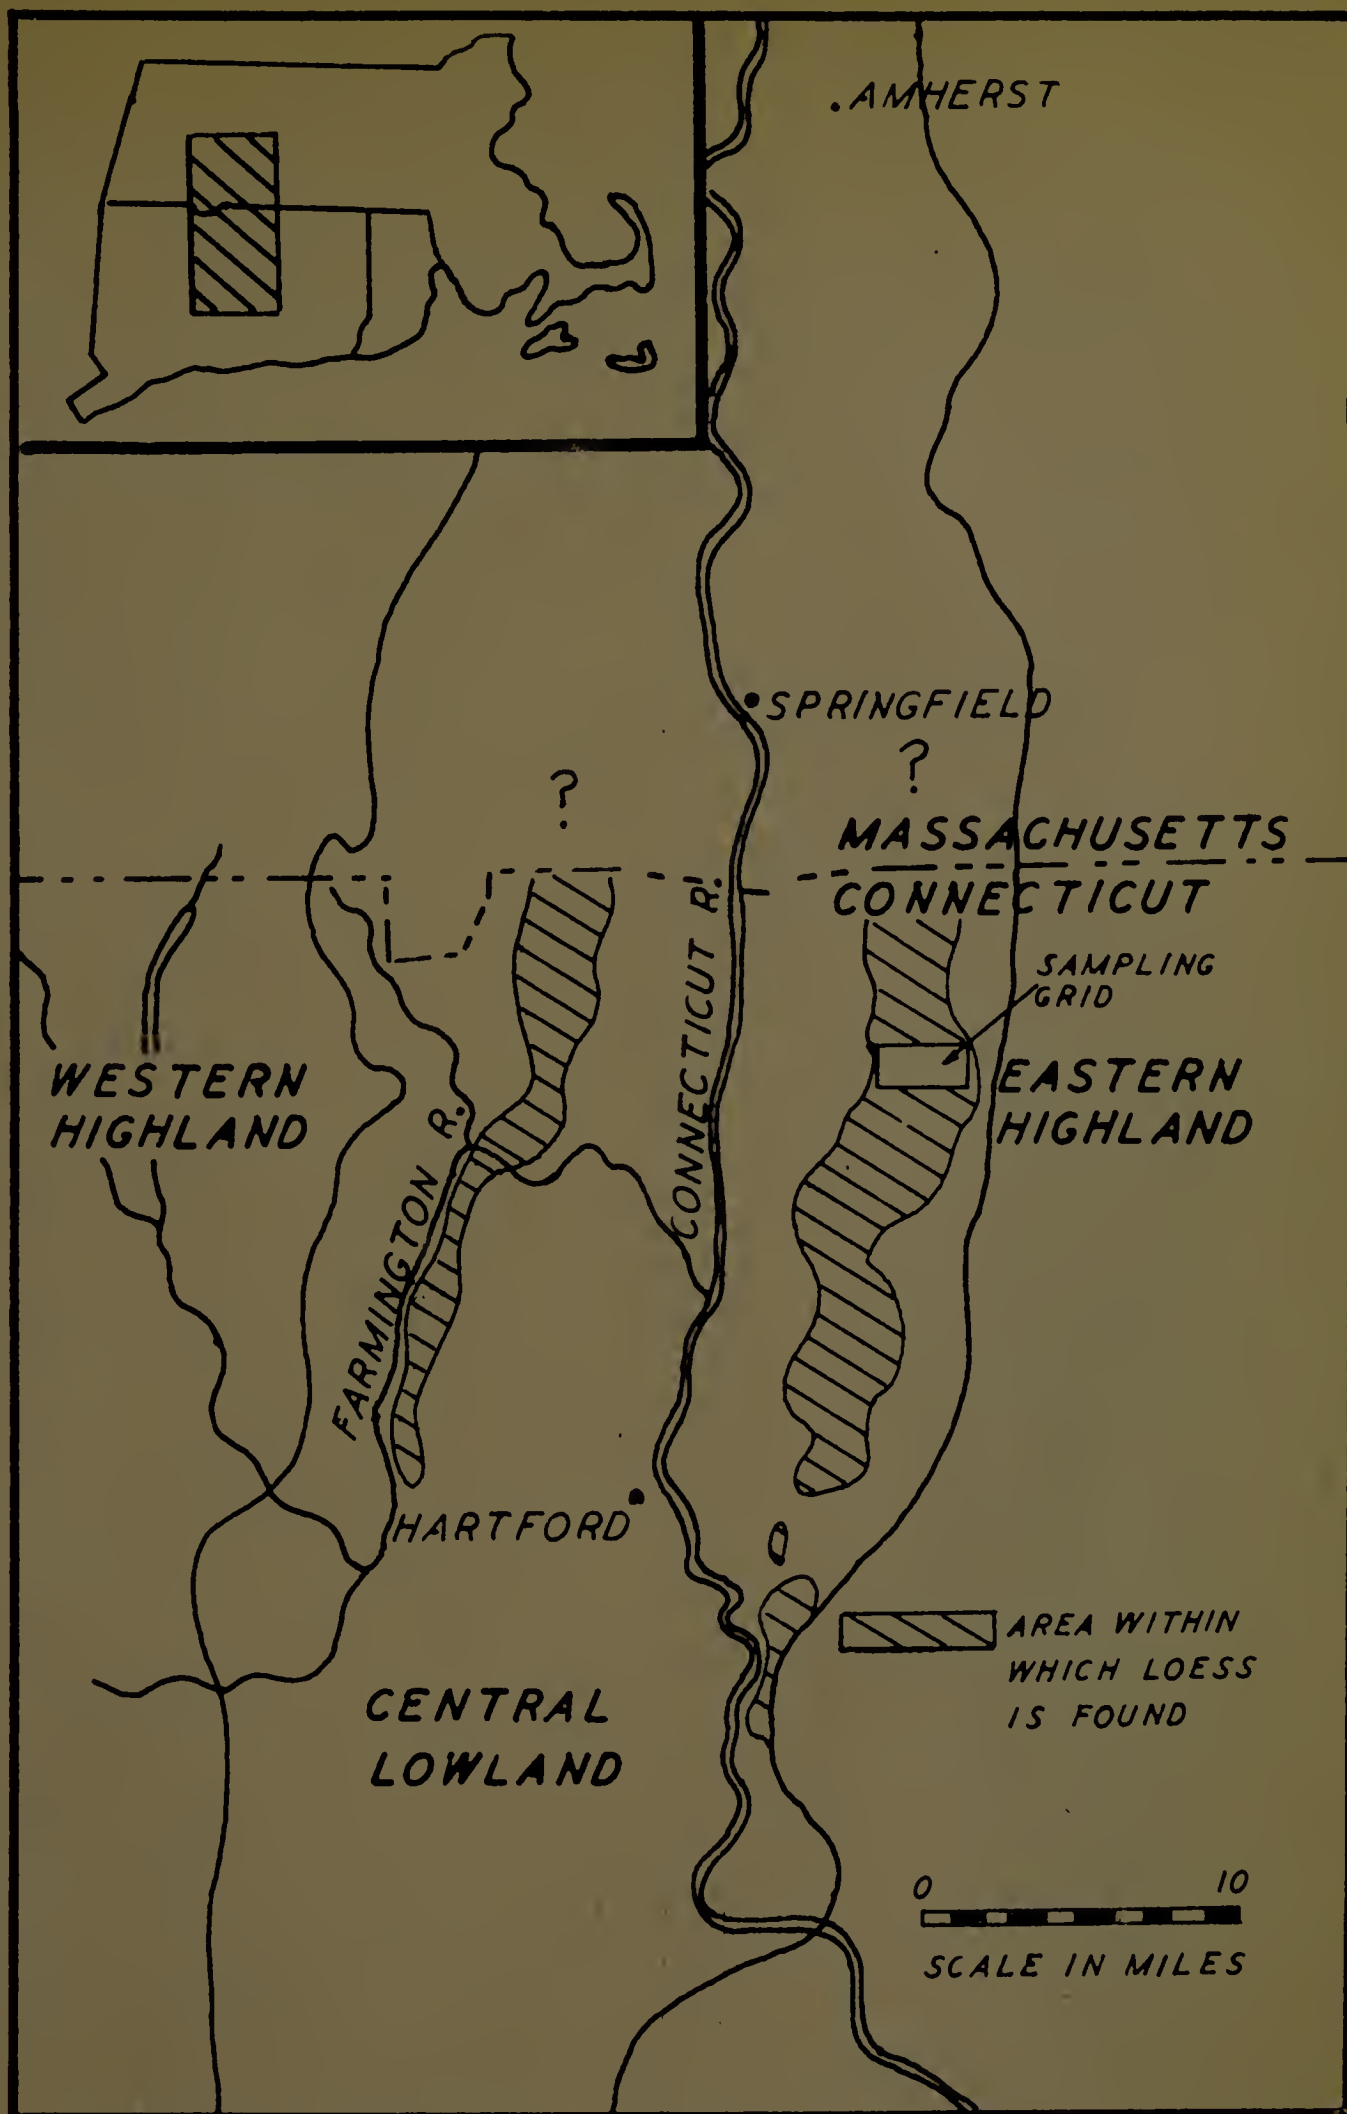 .AMHERST
SPRINGFIELD
?
?
MASSACHUSETTS
CONNECTICUT
CONNECTICUT R.
SAMPLING
GRID
WESTERN
HIGHLAND
EASTERN
HIGHLAND
FARMINGTON R.
HARTFORD
AREA WITHIN
WHICH LOESS
IS FOUND
CENTRAL
LOWLAND
0 10
SCALE IN MILES